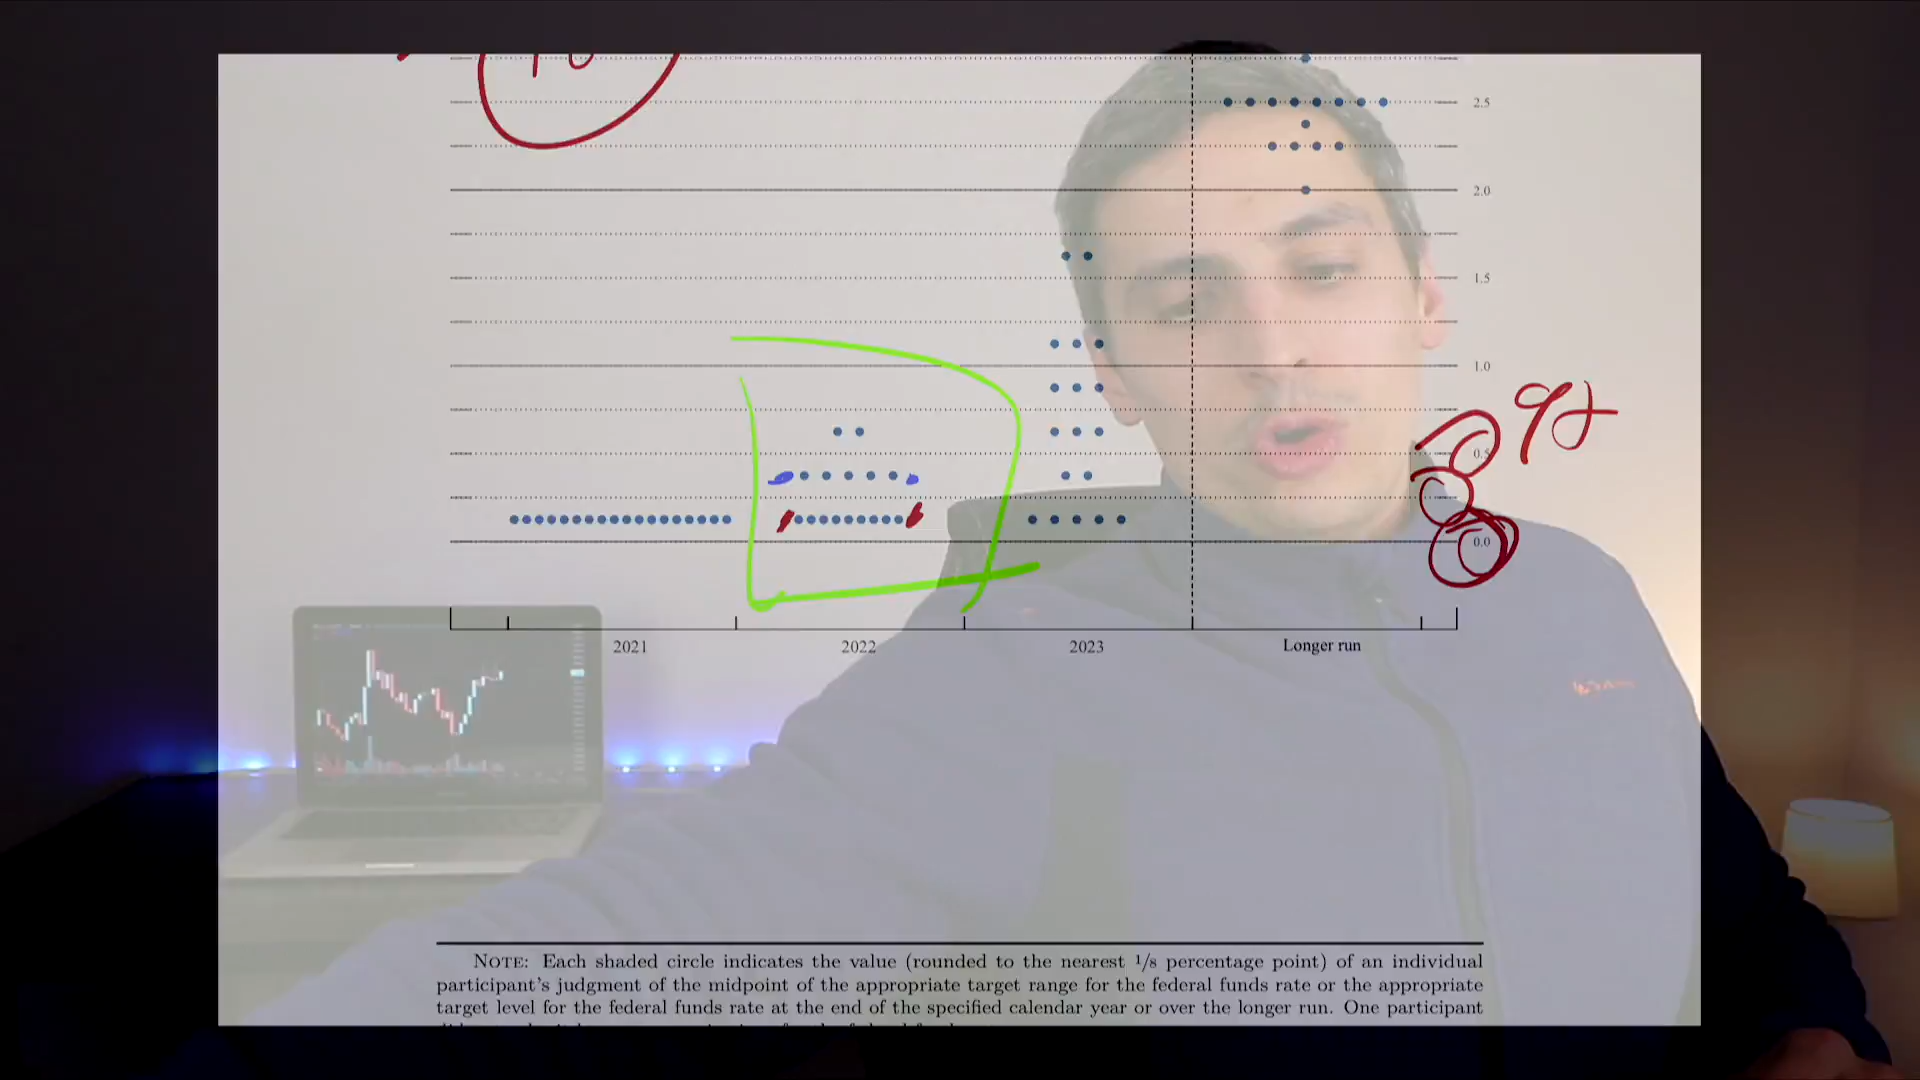 2.5
2.0
1.5
1.0
0.5
0.0
2021 2022 2023 Longer run
NOTE: Each shaded circle indicates the value (rounded to the nearest 1/8 percentage point) of an individual
participant's judgment of the midpoint of the appropriate target range for the federal funds rate or the appropriate
target level for the federal funds rate at the end of the specified calendar year or over the longer run. One participant